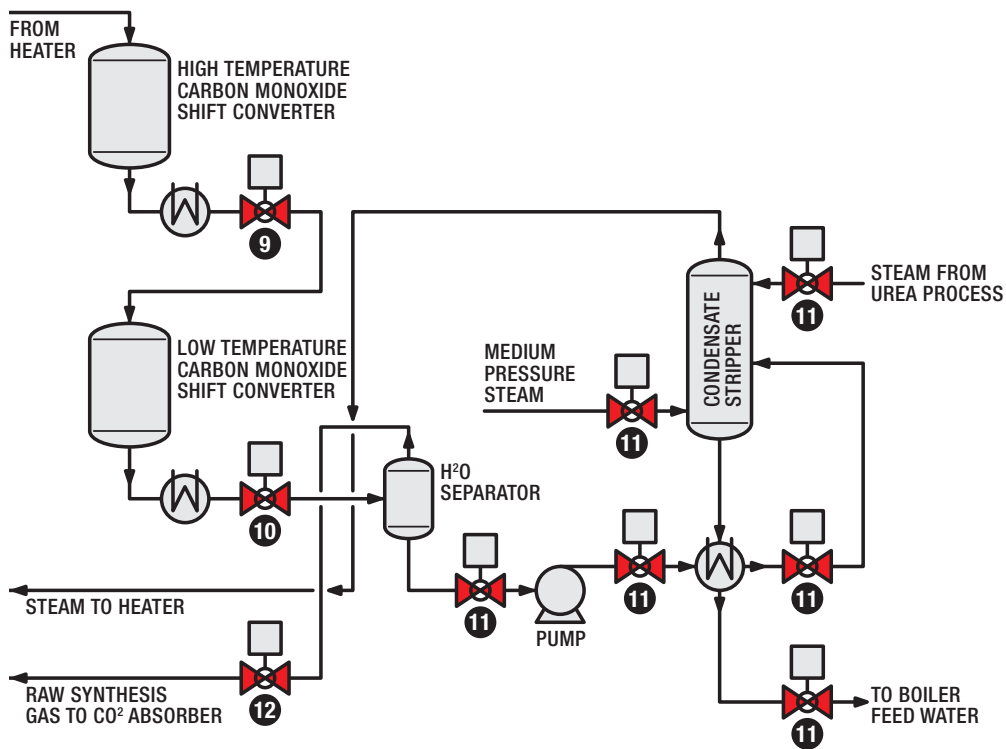 FROM
HEATER
HIGH TEMPERATURE
CARBON MONOXIDE
SHIFT CONVERTER
9
STEAM FROM
UREA PROCESS
11
LOW TEMPERATURE
CARBON MONOXIDE
SHIFT CONVERTER
MEDIUM
PRESSURE
STEAM
11
CONDENSATE
STRIPPER
10
H²O
SEPARATOR
11
PUMP
11
11
STEAM TO HEATER
RAW SYNTHESIS
GAS TO CO² ABSORBER
12
TO BOILER
FEED WATER
11